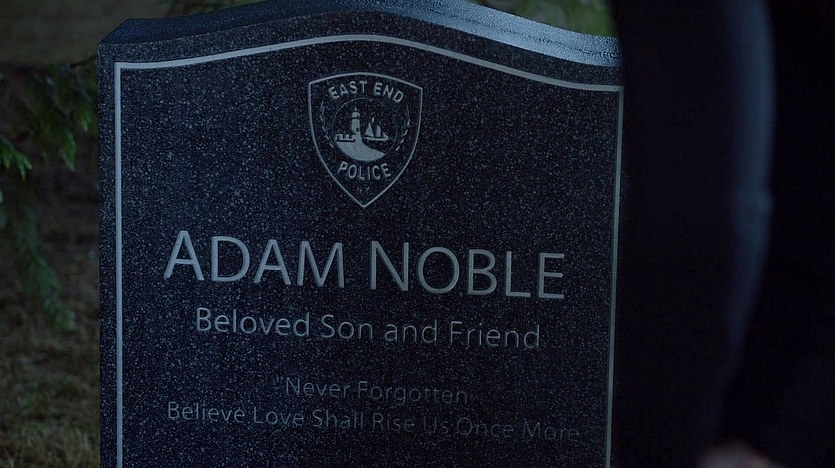 EAST END
POLICE
ADAM NOBLE
Beloved Son and Friend
"Never Forgotten
Believe Love Shall Rise Us Once More